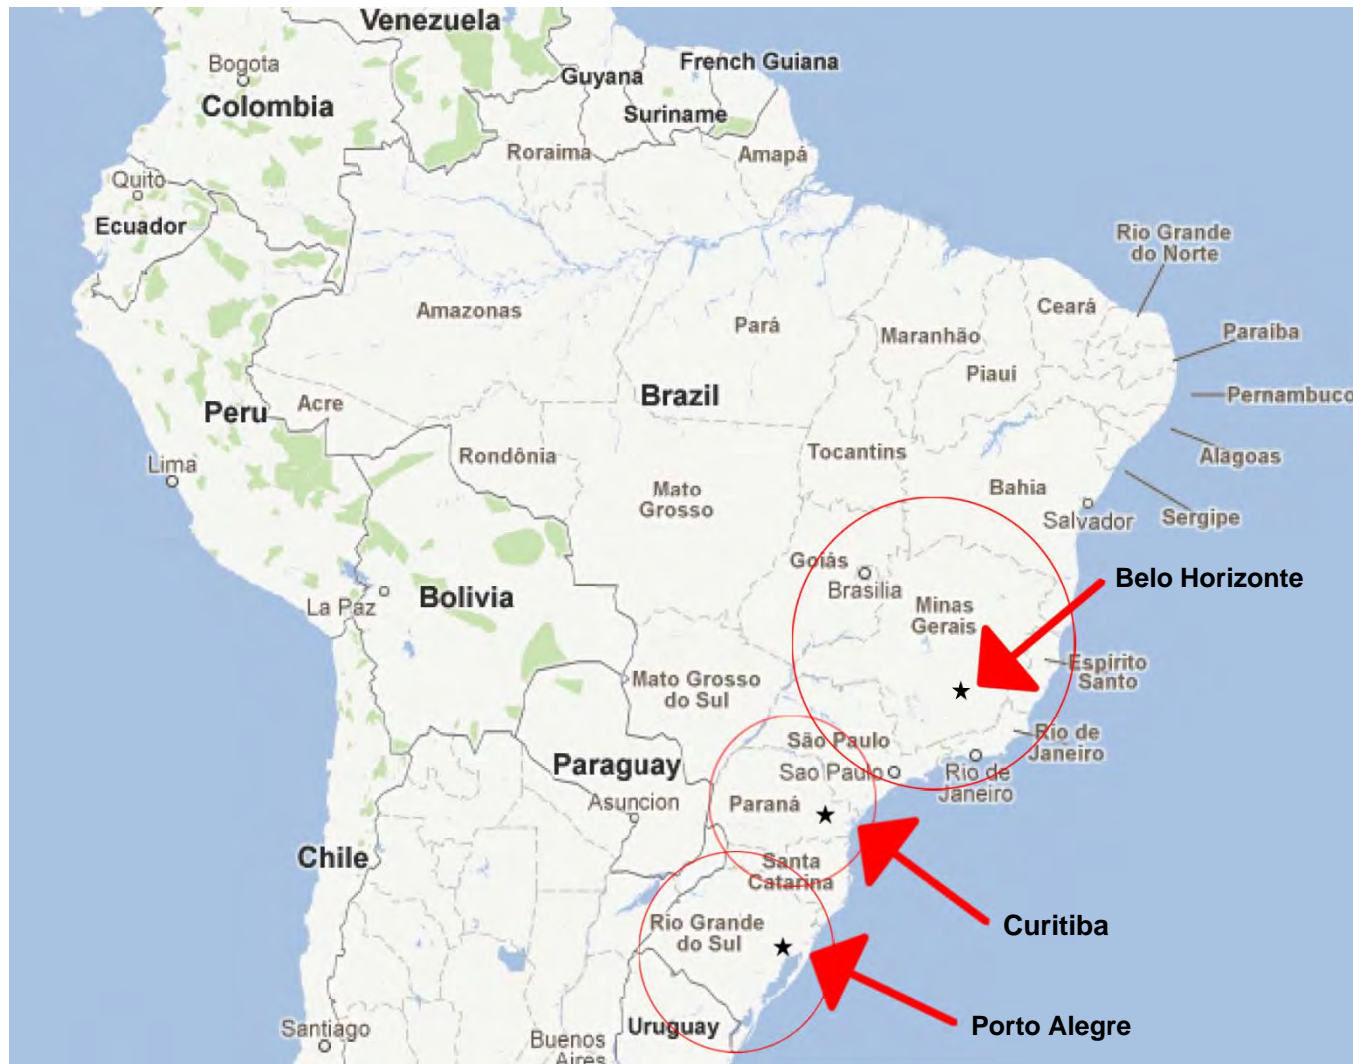 Venezuela
Bogota
Colombia
Guyana
French Guiana
Suriname
Roraima
Amapá
Quito
Ecuador
Rio Grande
do Norte
Amazonas
Pará
Ceará
Maranhão
Paraíba
Piauí
Brazil
Pernambuco
Acre
Peru
Lima
Rondônia
Tocantins
Alagoas
Mato
Grosso
Bahia
Salvador
Sergipe
Goiás
Brasilia
Belo Horizonte
La Paz
Bolivia
Minas
Gerais
Espírito
Santo
Mato Grosso
do Sul
São Paulo
Rio de
Janeiro
Paraguay
Sao Paulo
Rio de
Janeiro
Asuncion
Paraná
Chile
Santa
Catarina
Rio Grande
do Sul
Curitiba
Santiago
Buenos
Aires
Uruguay
Porto Alegre